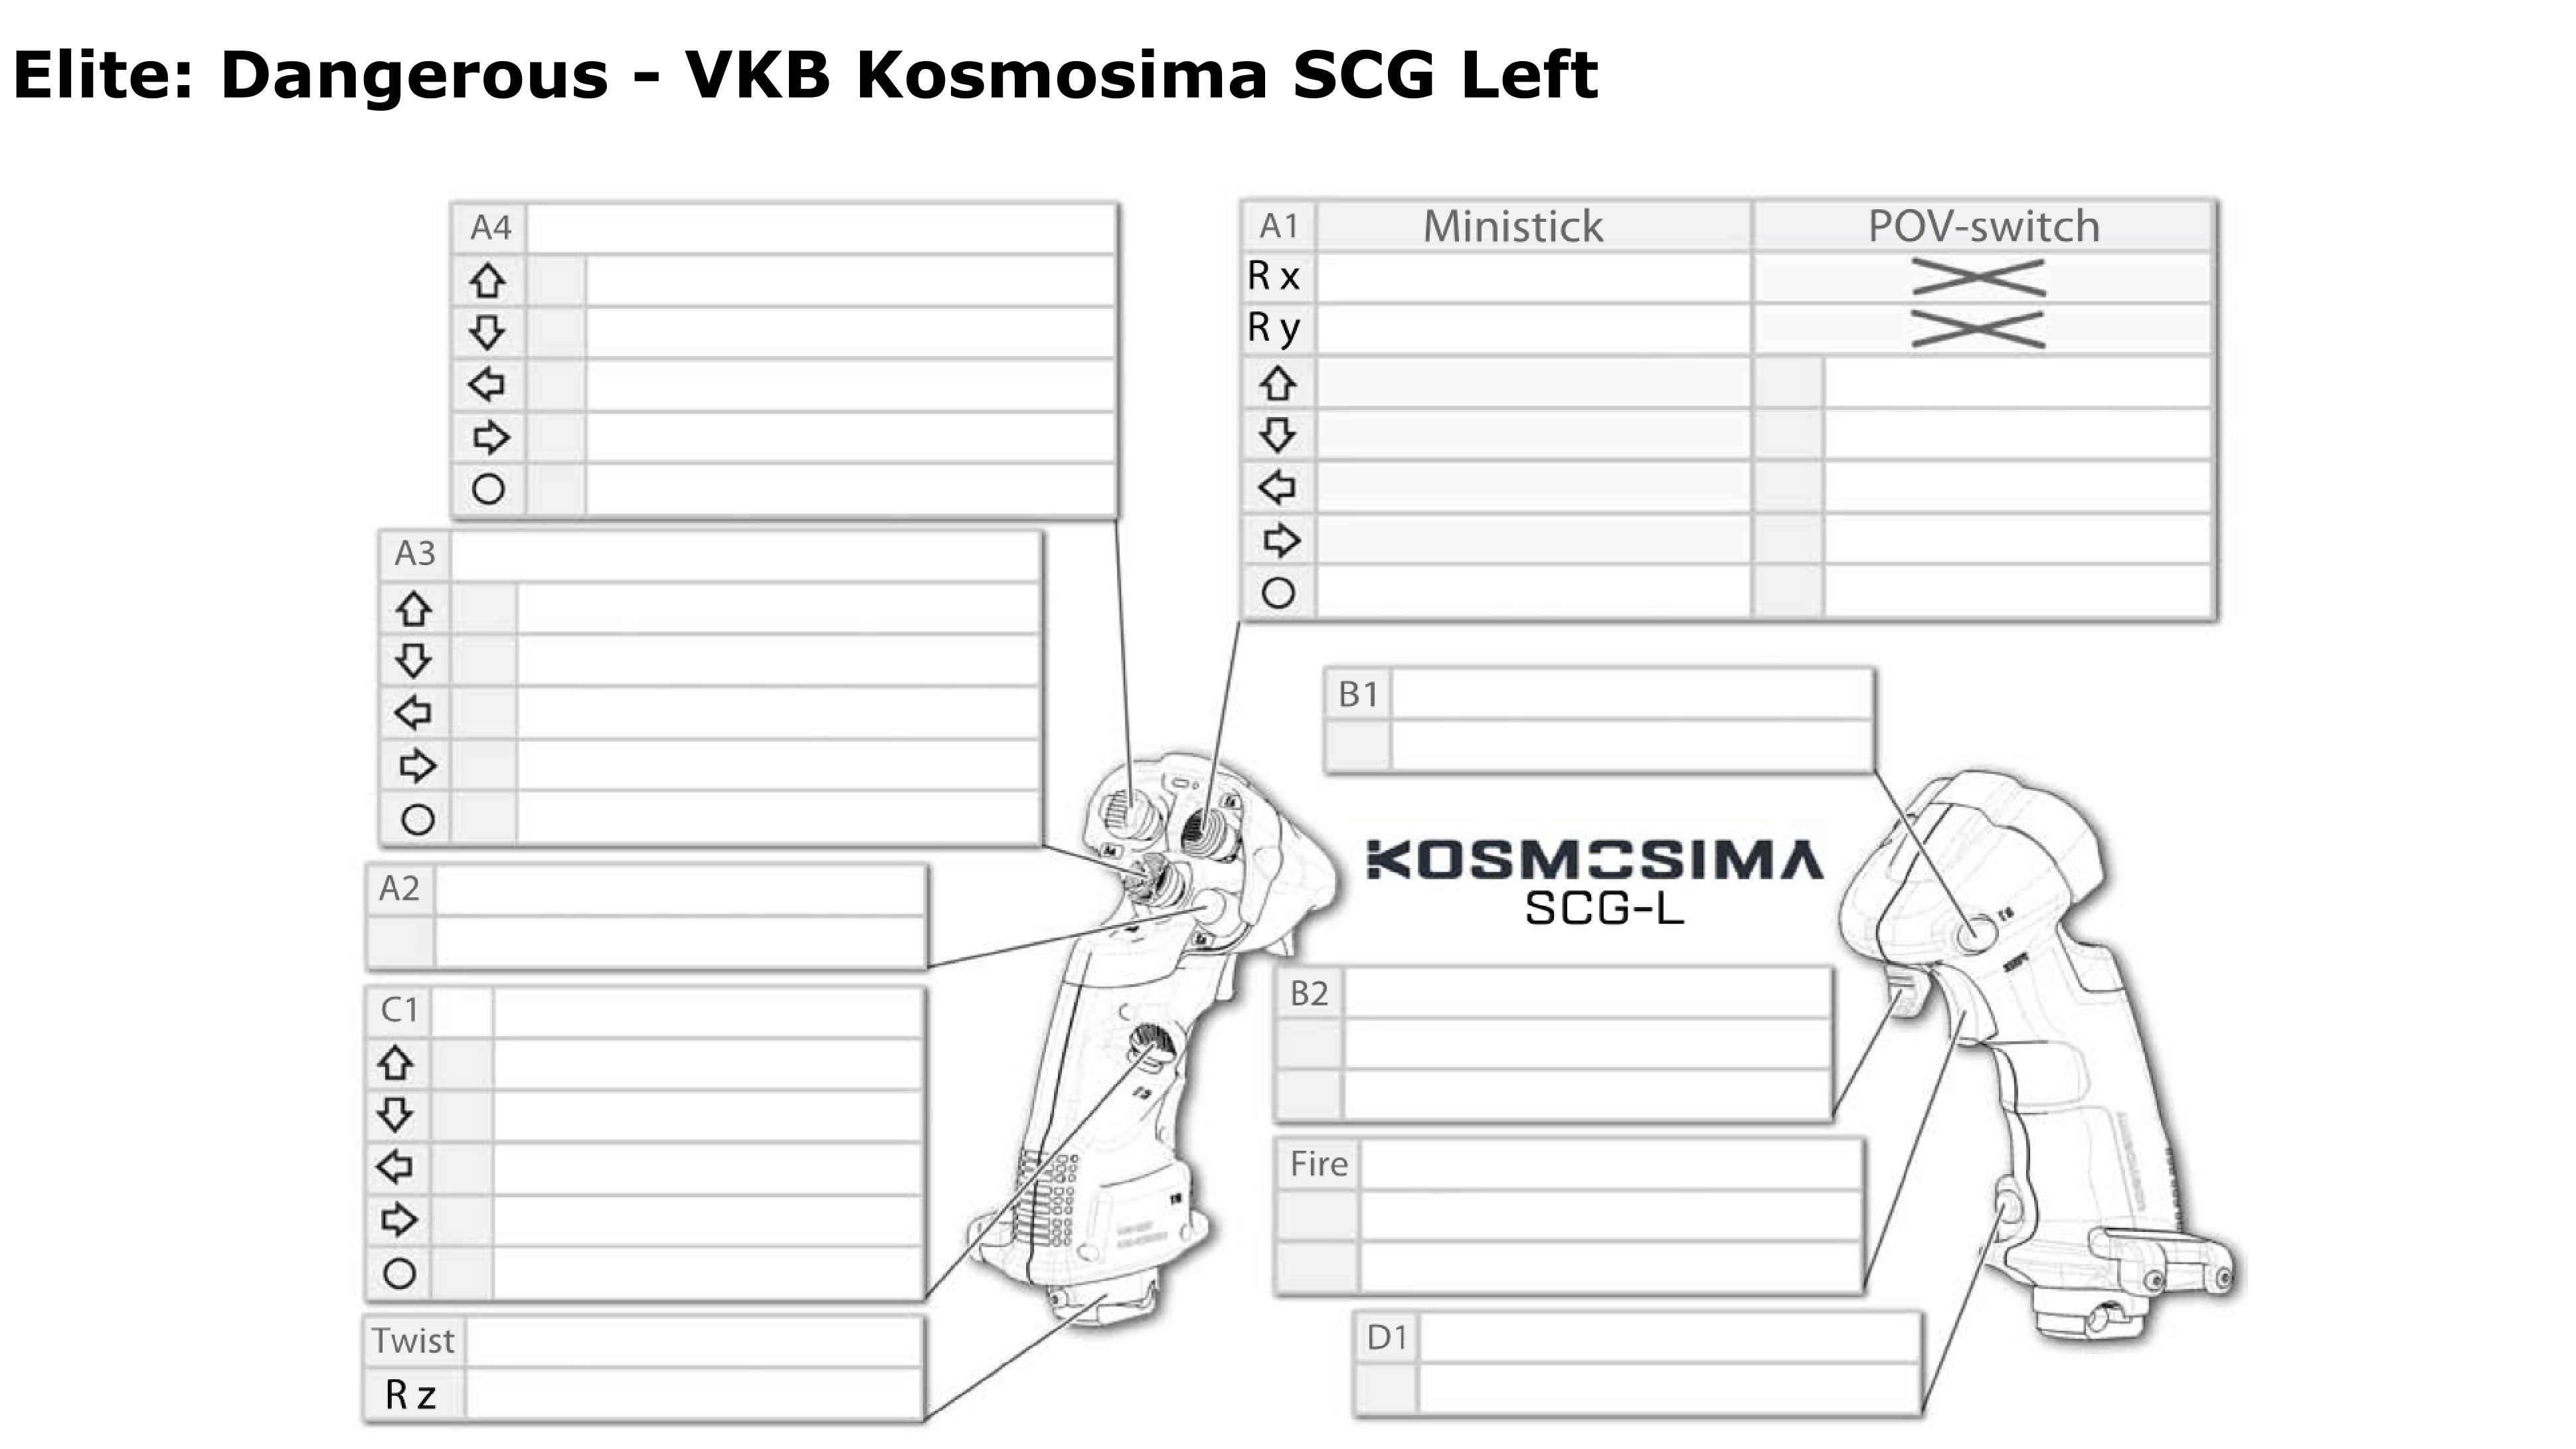 Elite: Dangerous - VKB Kosmosima SCG Left
A4
A1 Ministick POV-switch
R x
R y
A3
B1
A2
KOSMOSIMA
SCG-L
C1
B2
Fire
Twist
R z
D1